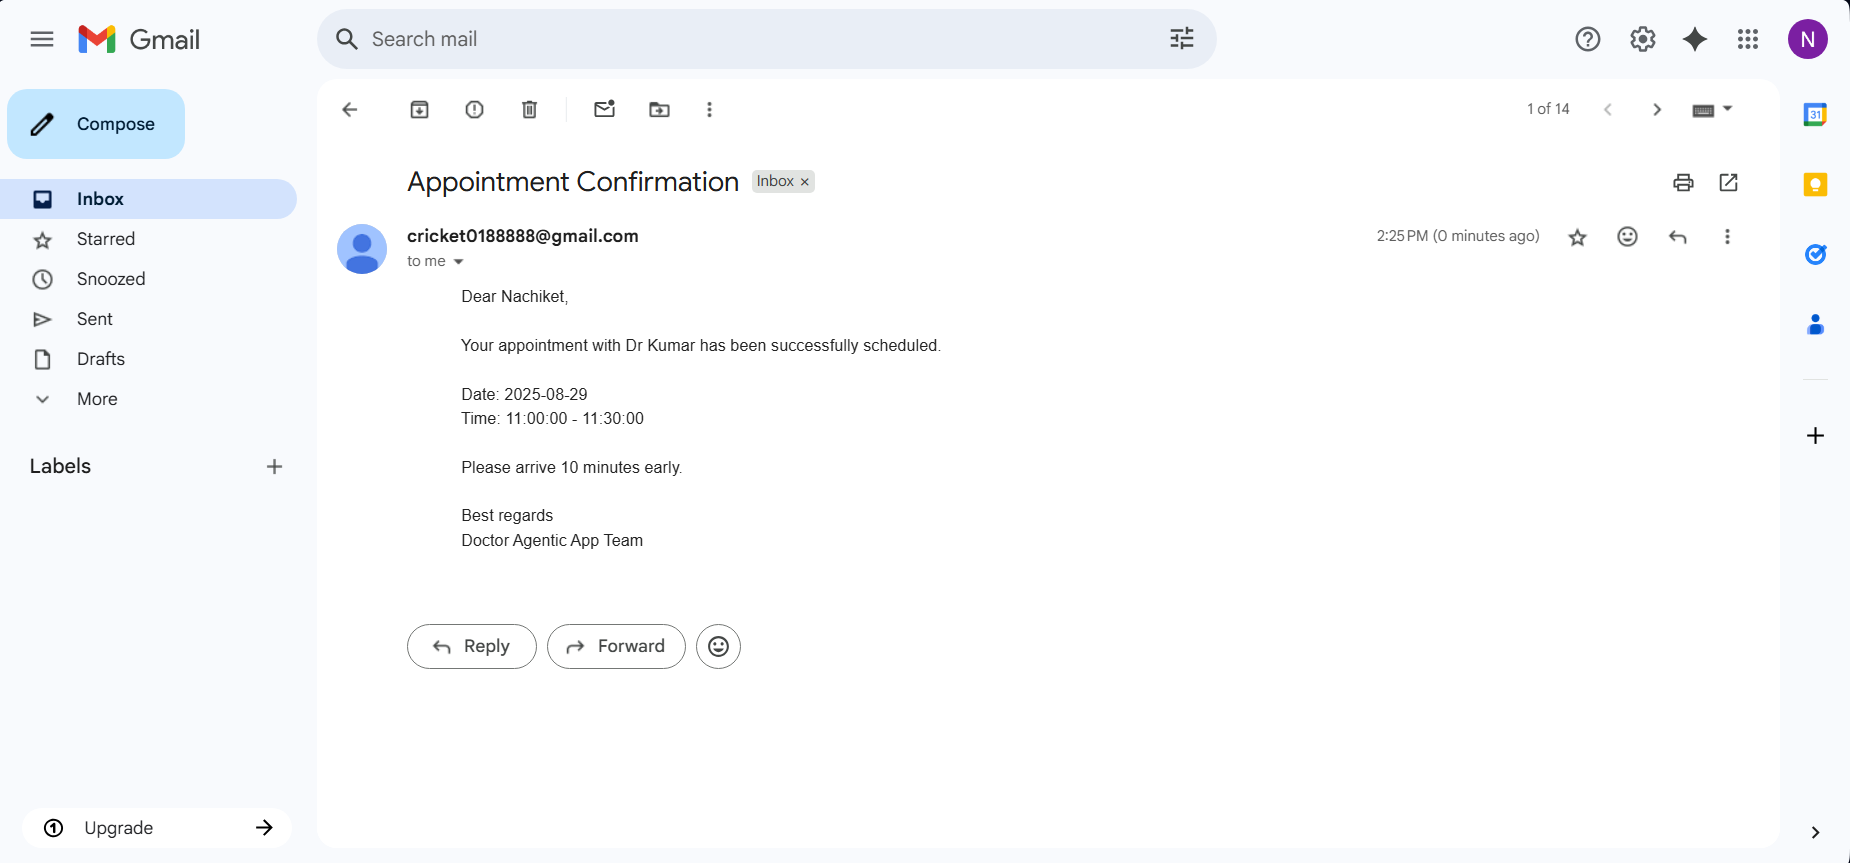 Gmail
Search mail
N
Compose
1 of 14
Inbox
Starred
Snoozed
Sent
Drafts
More
Labels
Upgrade
Appointment Confirmation Inbox ×
cricket0188888@gmail.com 2:25 PM (0 minutes ago)
to me
Dear Nachiket,
Your appointment with Dr Kumar has been successfully scheduled.
Date: 2025-08-29
Time: 11:00:00 - 11:30:00
Please arrive 10 minutes early.
Best regards
Doctor Agentic App Team
Reply Forward
31